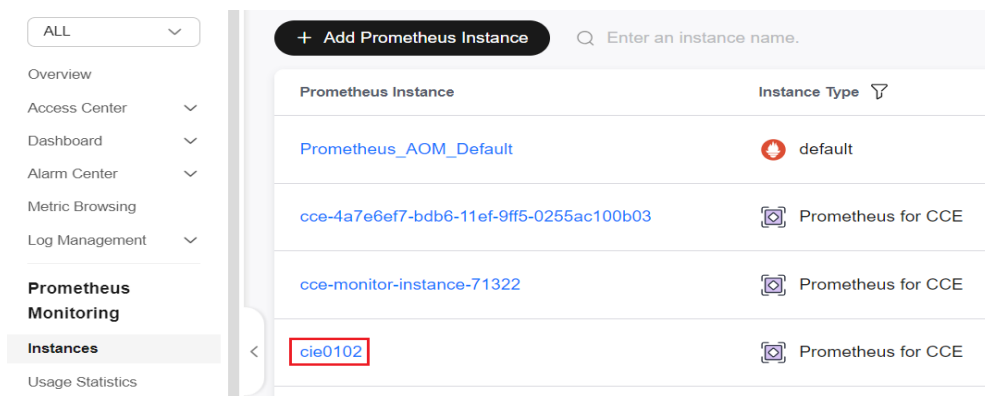 ALL
Overview
Access Center
Dashboard
Alarm Center
Metric Browsing
Log Management
Prometheus
Monitoring
Instances
Usage Statistics
+ Add Prometheus Instance
Enter an instance name.
Prometheus Instance
Instance Type
Prometheus_AOM_Default
default
cce-4a7e6ef7-bdb6-11ef-9ff5-0255ac100b03
Prometheus for CCE
cce-monitor-instance-71322
Prometheus for CCE
cie0102
Prometheus for CCE